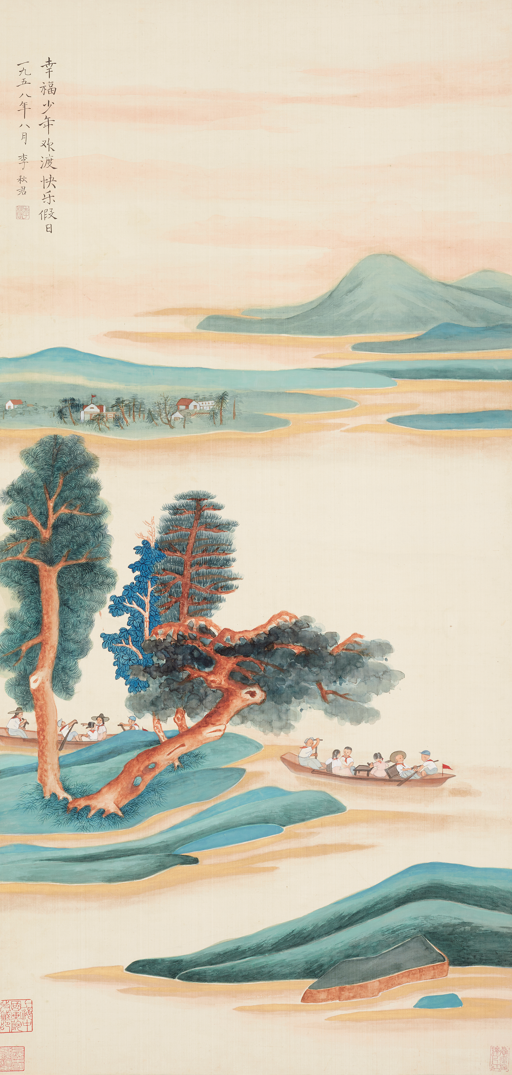 幸福少年欢渡快乐假日
一九五八年八月 李秋君